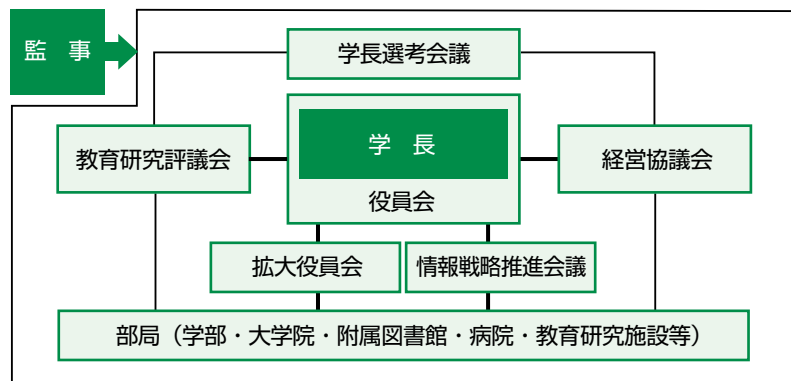 監　事
学長選考会議
教育研究評議会
学　長
役員会
経営協議会
拡大役員会
情報戦略推進会議
部局（学部・大学院・附属図書館・病院・教育研究施設等）